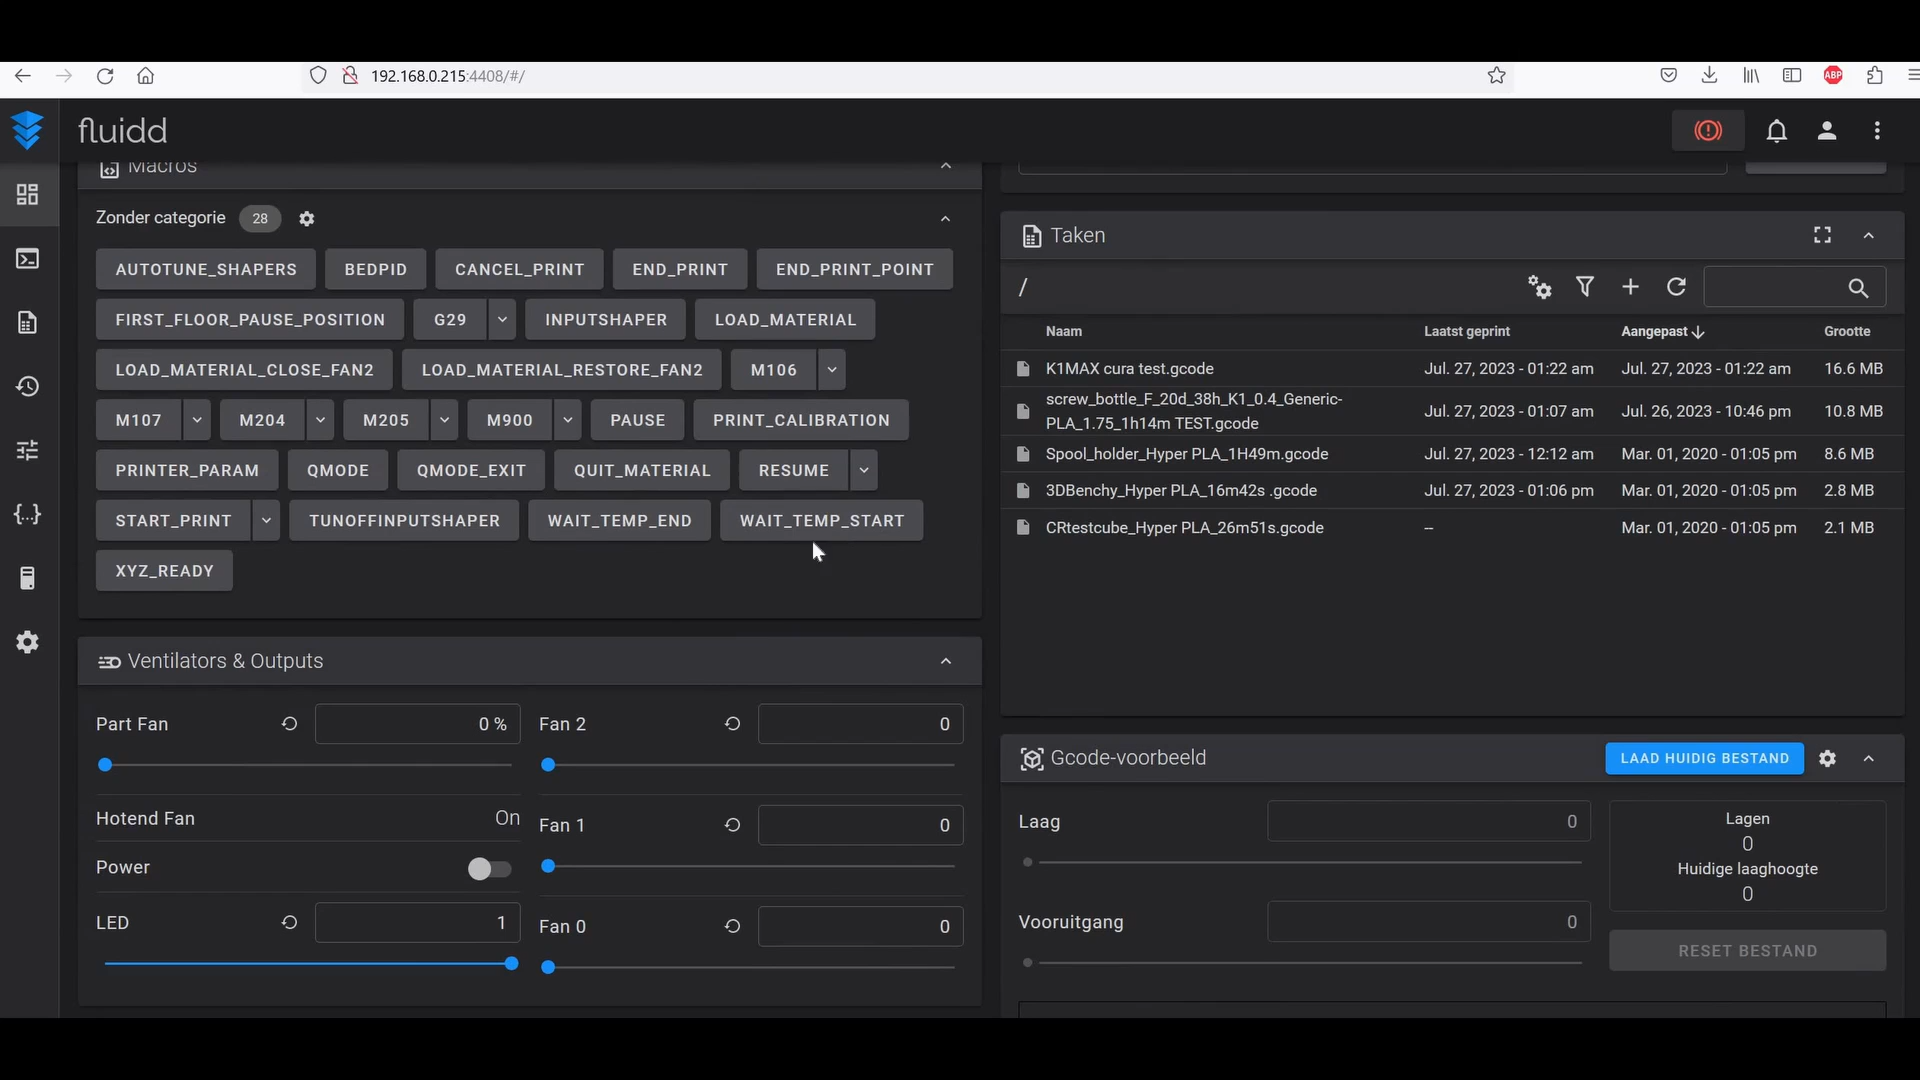 192.168.0.215:4408/#/
ABP
fluidd
Macros
Zonder categorie 28
AUTOTUNE_SHAPERS BEDPID CANCEL_PRINT END_PRINT END_PRINT_POINT
FIRST_FLOOR_PAUSE_POSITION G29 INPUTSHAPER LOAD_MATERIAL
LOAD_MATERIAL_CLOSE_FAN2 LOAD_MATERIAL_RESTORE_FAN2 M106
M107 M204 M205 M900 PAUSE PRINT_CALIBRATION
PRINTER_PARAM QMODE QMODE_EXIT QUIT_MATERIAL RESUME
START_PRINT TUNOFFINPUTSHAPER WAIT_TEMP_END WAIT_TEMP_START
XYZ_READY
Ventilators & Outputs
Part Fan 0 %
Hotend Fan On
Power
LED 1
Fan 2 0
Fan 1 0
Fan 0 0
Taken
/
Naam Laatst geprint Aangepast Grootte
K1MAX cura test.gcode Jul. 27, 2023 - 01:22 am Jul. 27, 2023 - 01:22 am 16.6 MB
screw_bottle_F_20d_38h_K1_0.4_Generic-
PLA_1.75_1h14m TEST.gcode Jul. 27, 2023 - 01:07 am Jul. 26, 2023 - 10:46 pm 10.8 MB
Spool_holder_Hyper PLA_1H49m.gcode Jul. 27, 2023 - 12:12 am Mar. 01, 2020 - 01:05 pm 8.6 MB
3DBenchy_Hyper PLA_16m42s .gcode Jul. 27, 2023 - 01:06 pm Mar. 01, 2020 - 01:05 pm 2.8 MB
CRtestcube_Hyper PLA_26m51s.gcode -- Mar. 01, 2020 - 01:05 pm 2.1 MB
Gcode-voorbeeld LAAD HUIDIG BESTAND
Laag 0
Vooruitgang 0
Lagen
0
Huidige laaghoogte
0
RESET BESTAND